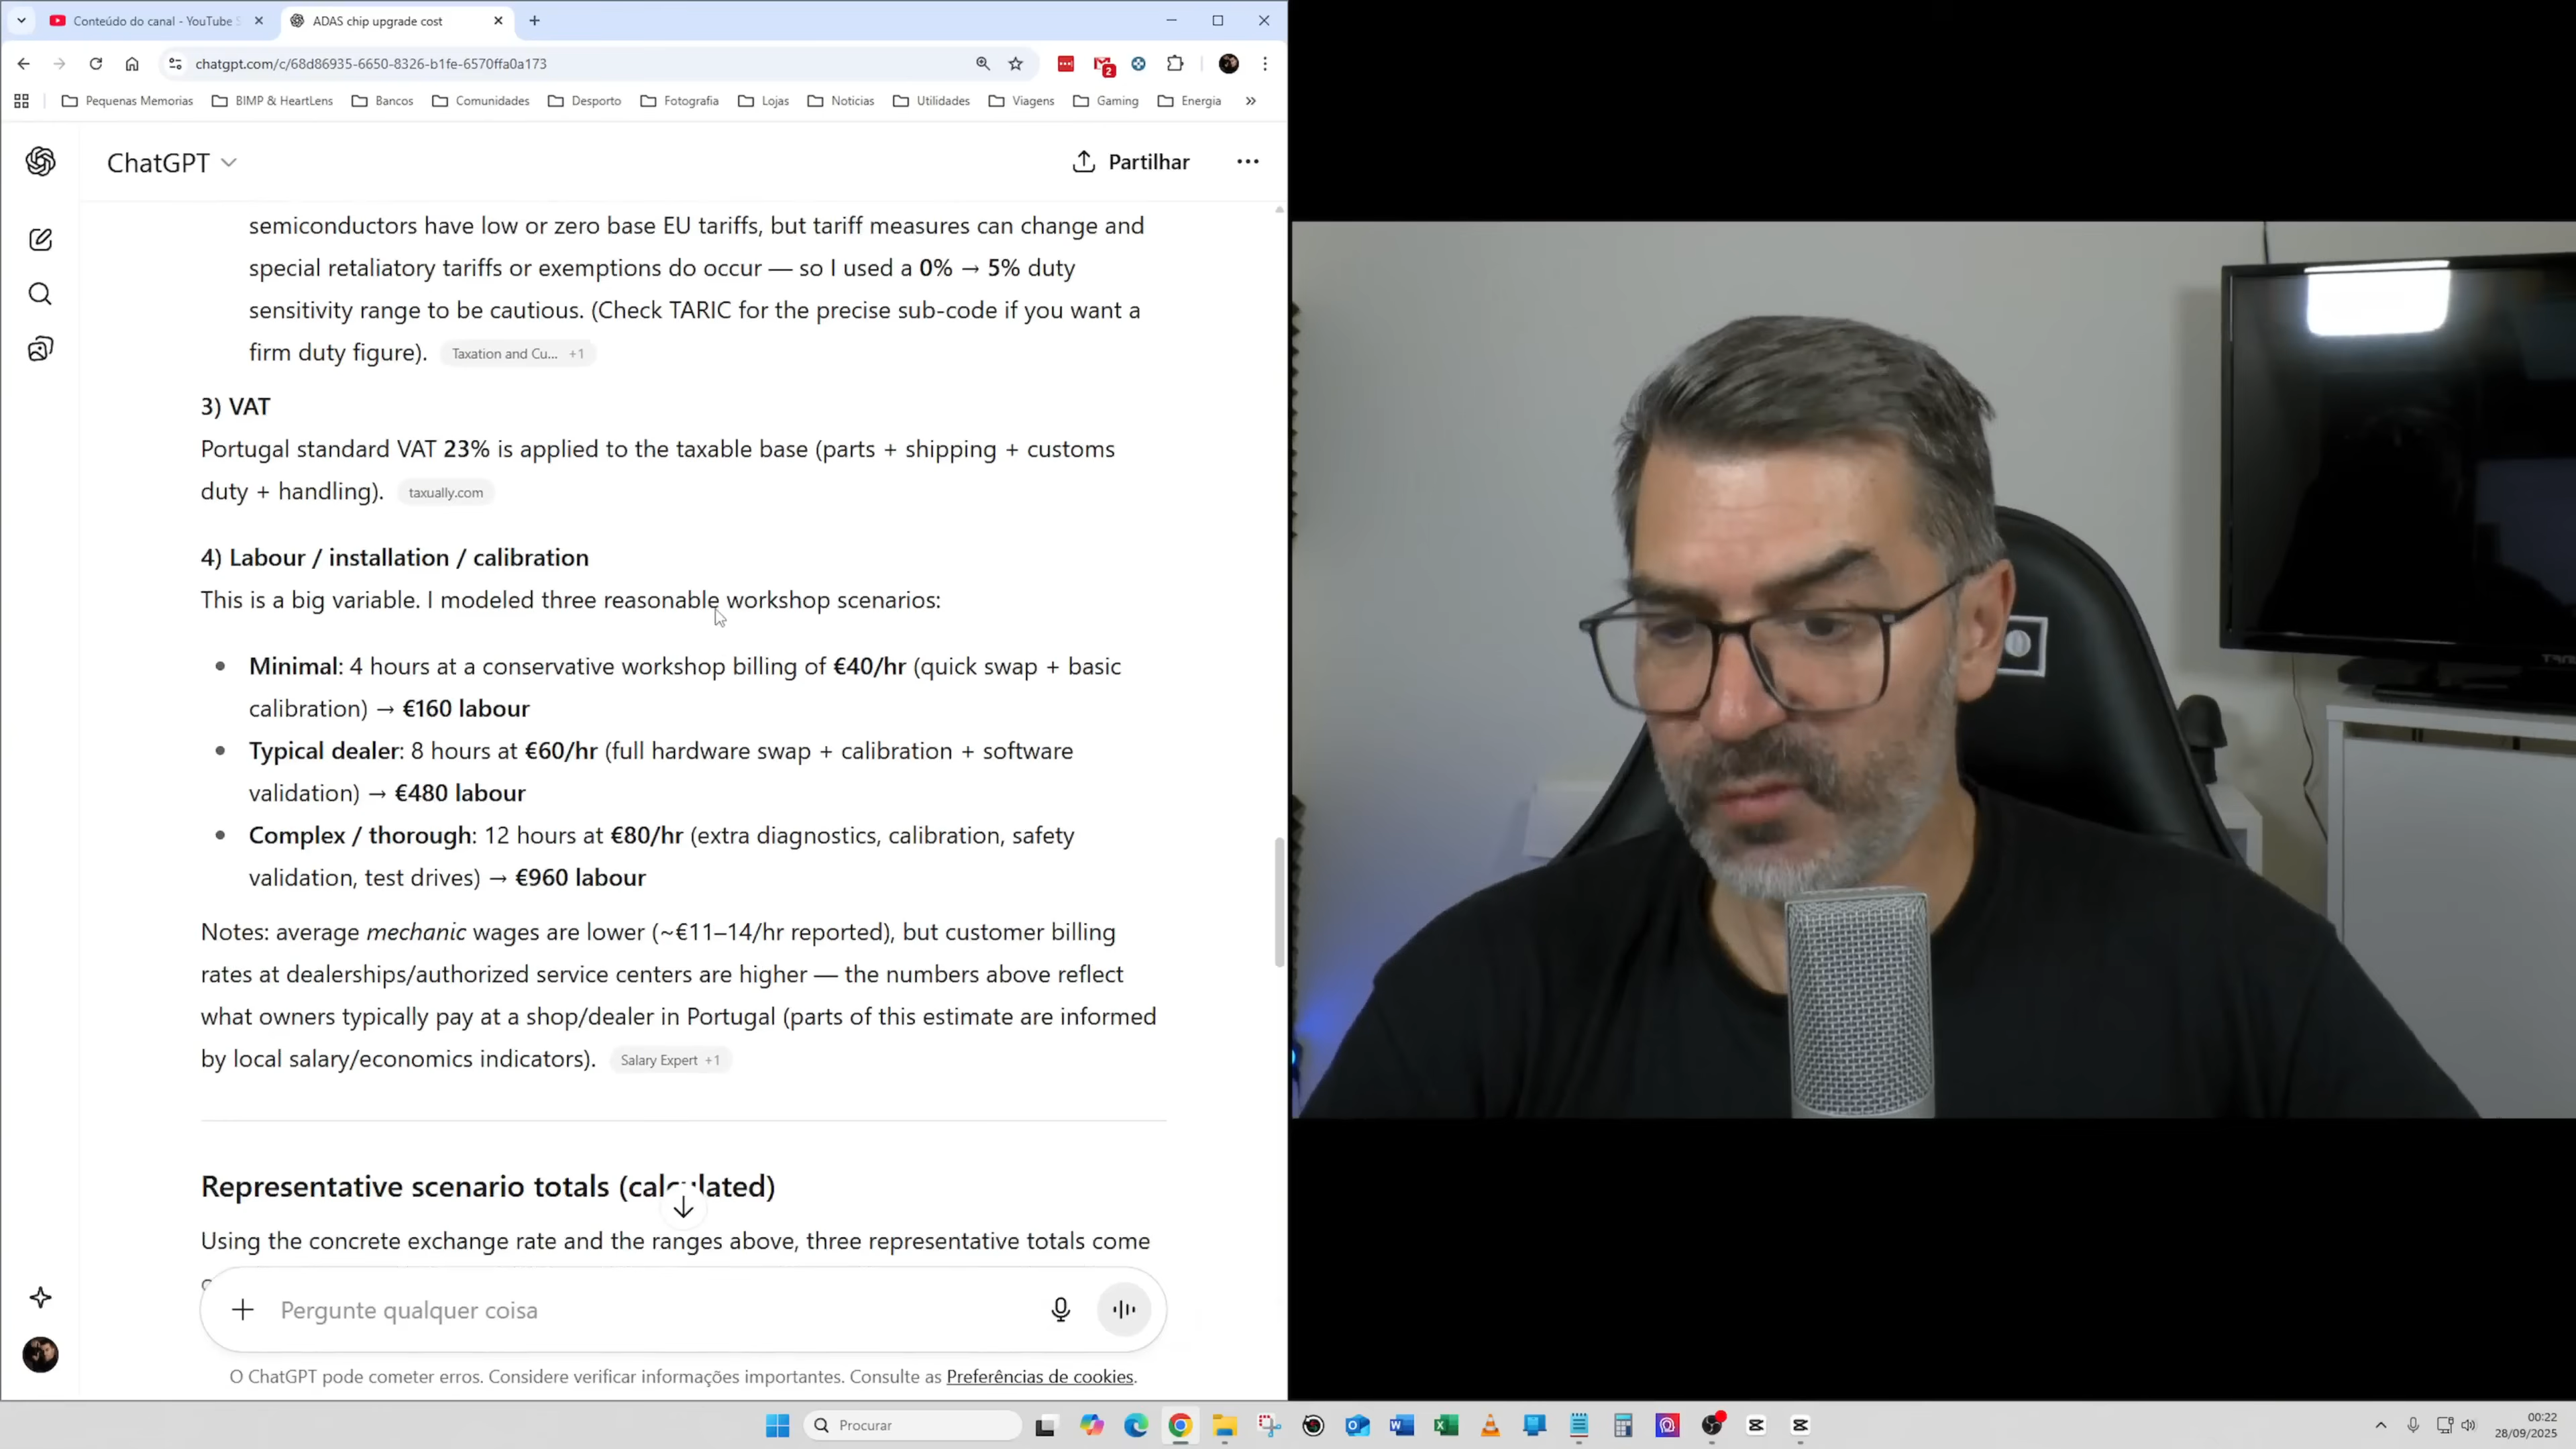 Conteúdo do canal - YouTube S
ADAS chip upgrade cost
chatgpt.com/c/68d86935-6650-8326-b1fe-6570ffa0a173
2
Pequenas Memorias
BIMP & HeartLens
Bancos
Comunidades
Desporto
Fotografia
Lojas
Noticias
Utilidades
Viagens
Gaming
Energia
ChatGPT
Partilhar
semiconductors have low or zero base EU tariffs, but tariff measures can change and
special retaliatory tariffs or exemptions do occur — so I used a 0% → 5% duty
sensitivity range to be cautious. (Check TARIC for the precise sub-code if you want a
firm duty figure). Taxation and Cu... +1
3) VAT
Portugal standard VAT 23% is applied to the taxable base (parts + shipping + customs
duty + handling). taxually.com
4) Labour / installation / calibration
This is a big variable. I modeled three reasonable workshop scenarios:
• Minimal: 4 hours at a conservative workshop billing of €40/hr (quick swap + basic
calibration) → €160 labour
• Typical dealer: 8 hours at €60/hr (full hardware swap + calibration + software
validation) → €480 labour
• Complex / thorough: 12 hours at €80/hr (extra diagnostics, calibration, safety
validation, test drives) → €960 labour
Notes: average mechanic wages are lower (~€11–14/hr reported), but customer billing
rates at dealerships/authorized service centers are higher — the numbers above reflect
what owners typically pay at a shop/dealer in Portugal (parts of this estimate are informed
by local salary/economics indicators). Salary Expert +1
Representative scenario totals (calculated)
Using the concrete exchange rate and the ranges above, three representative totals come
Pergunte qualquer coisa
O ChatGPT pode cometer erros. Considere verificar informações importantes. Consulte as Preferências de cookies.
Procurar
00:22
28/09/2025